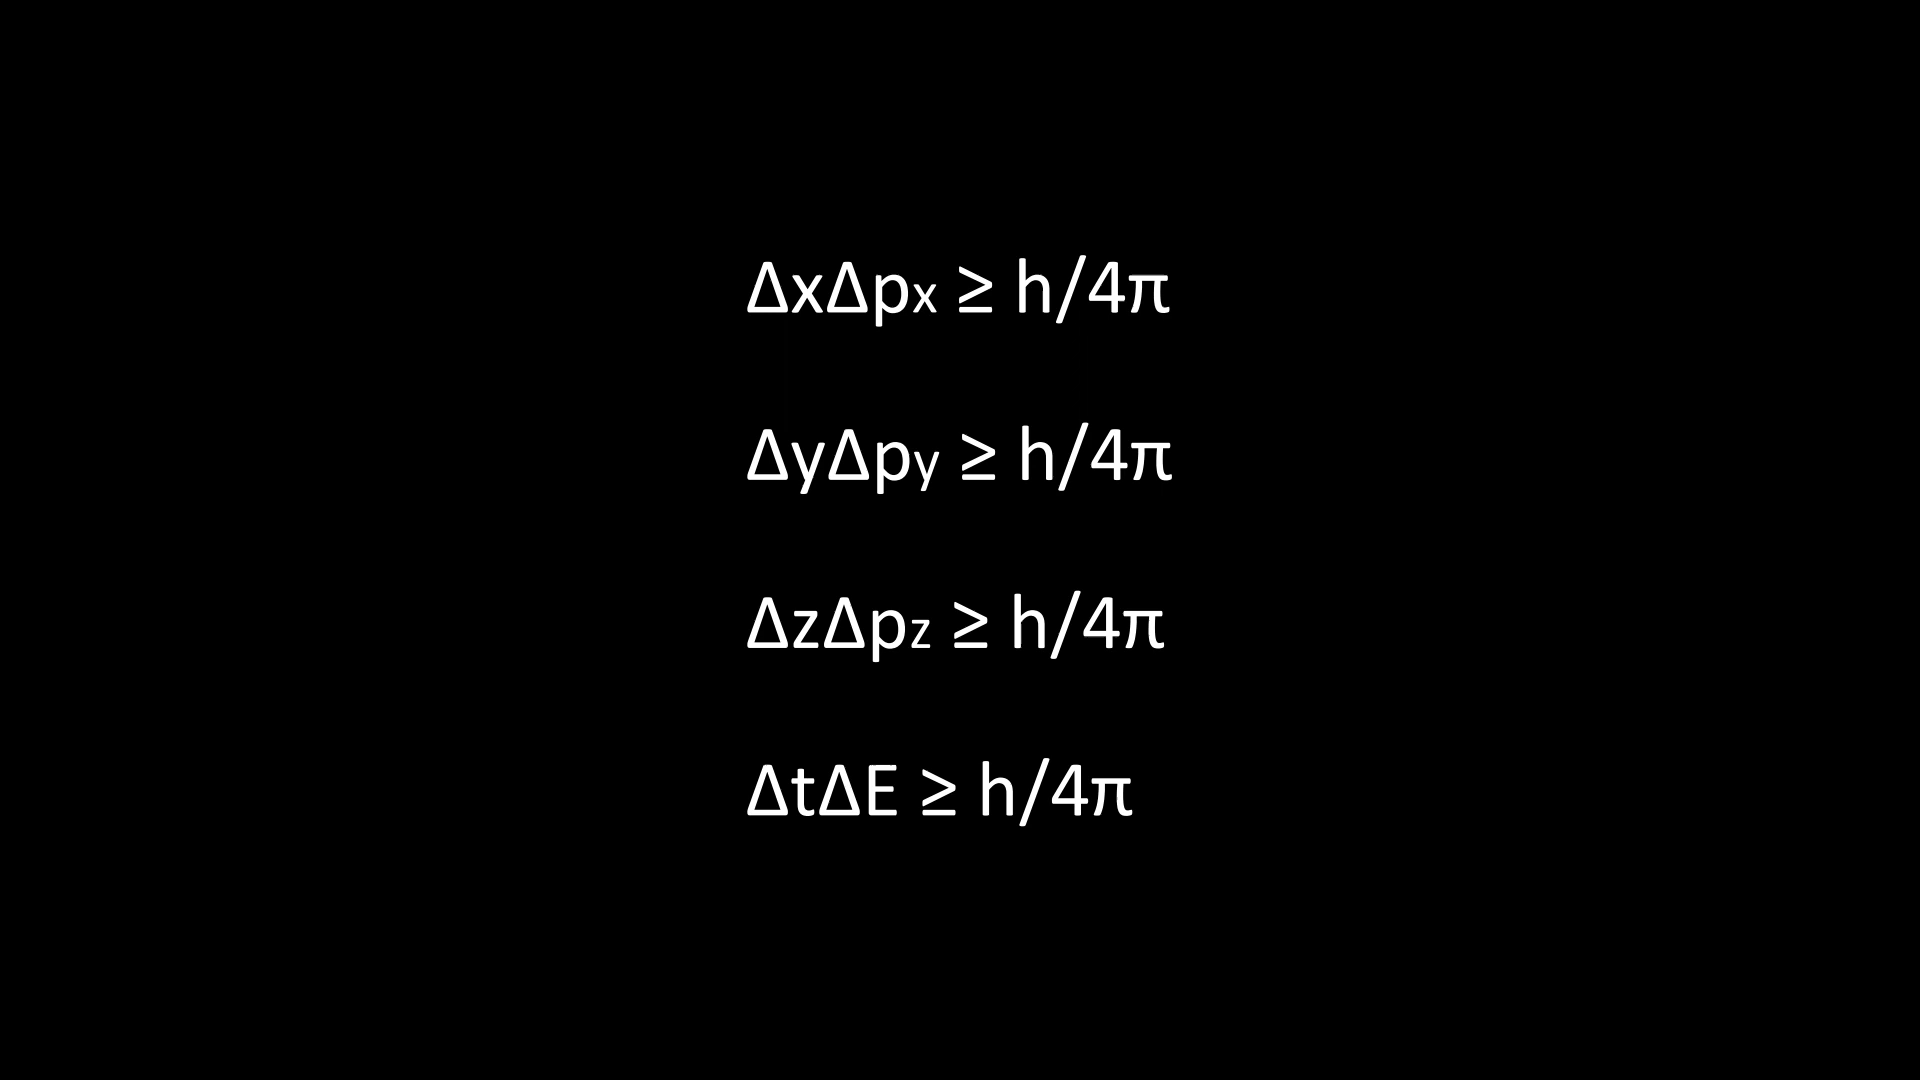 ΔxΔpx ≥ h/4π
ΔyΔpy ≥ h/4π
ΔzΔpz ≥ h/4π
ΔtΔE ≥ h/4π